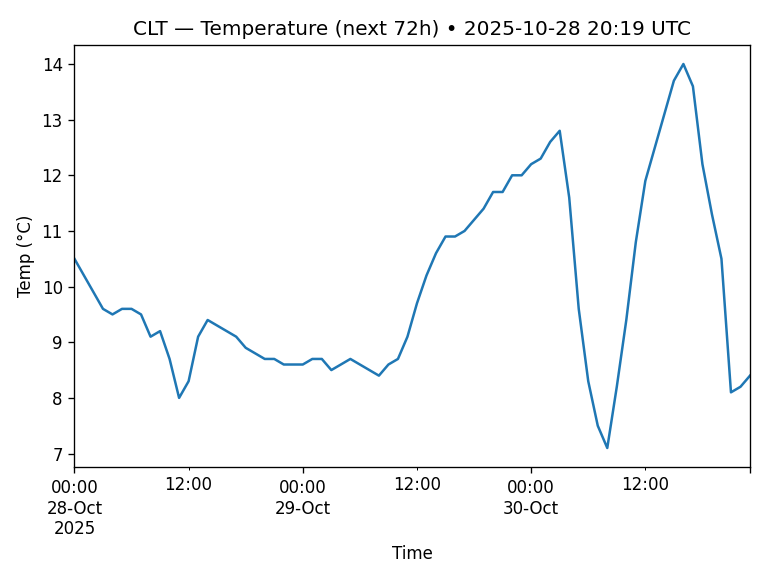 CLT — Temperature (next 72h) • 2025-10-28 20:19 UTC
14
13
12
11
10
9
8
7
Temp (°C)
00:00 12:00 00:00 12:00 00:00 12:00
28-Oct 29-Oct 30-Oct
2025
Time